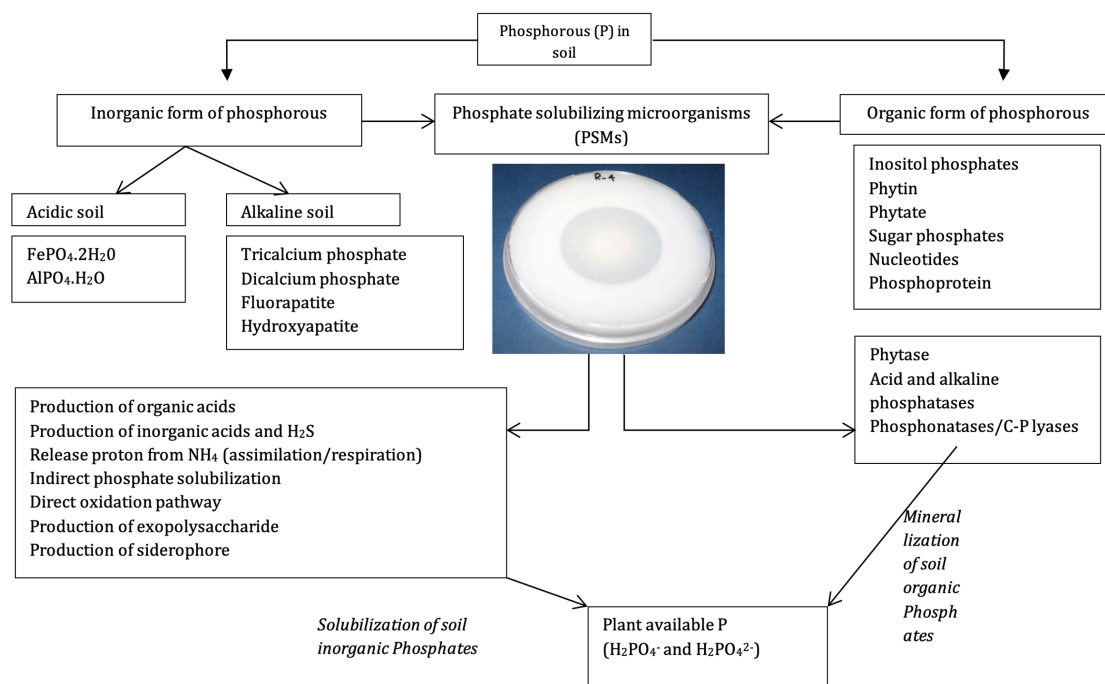 Phosphorous (P) in
soil
Inorganic form of phosphorous
Phosphate solubilizing microorganisms
(PSMs)
Organic form of phosphorous
Acidic soil
FePO₄.2H₂0
AlPO₄.H₂O
Alkaline soil
Tricalcium phosphate
Dicalcium phosphate
Fluorapatite
Hydroxyapatite
R-4
Inositol phosphates
Phytin
Phytate
Sugar phosphates
Nucleotides
Phosphoprotein
Production of organic acids
Production of inorganic acids and H₂S
Release proton from NH₄ (assimilation/respiration)
Indirect phosphate solubilization
Direct oxidation pathway
Production of exopolysaccharide
Production of siderophore
Phytase
Acid and alkaline
phosphatases
Phosphonatases/C-P lyases
Solubilization of soil
inorganic Phosphates
Mineral
lization
of soil
organic
Phosph
ates
Plant available P
(H₂PO₄⁻ and H₂PO₄²⁻)